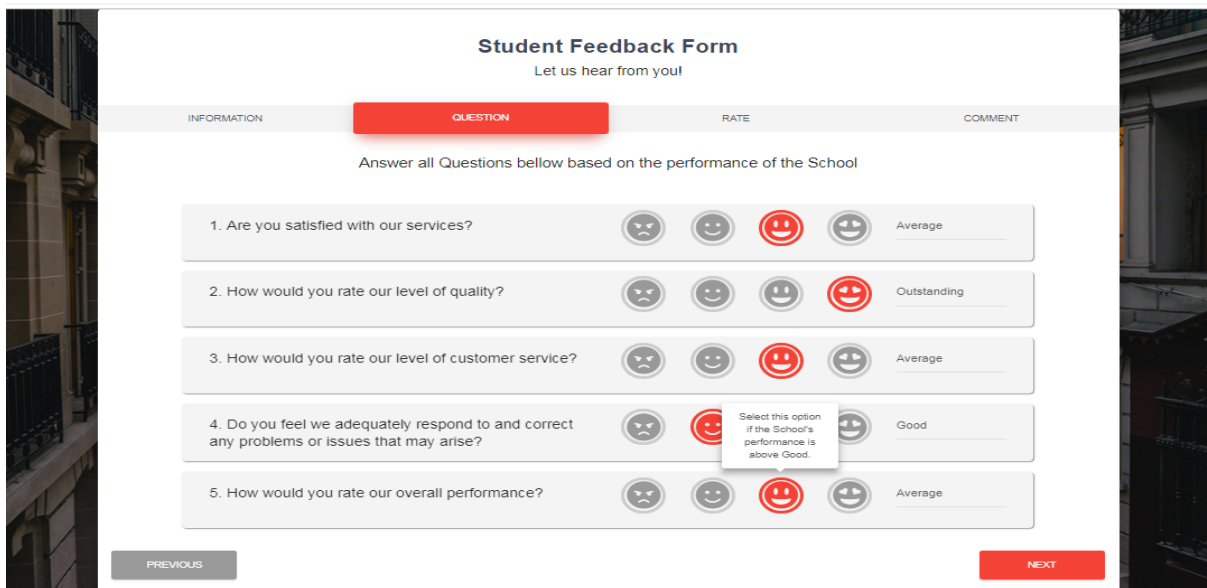 Student Feedback Form
Let us hear from you!
INFORMATION QUESTION RATE COMMENT
Answer all Questions bellow based on the performance of the School
1. Are you satisfied with our services? Average
2. How would you rate our level of quality? Outstanding
3. How would you rate our level of customer service? Average
4. Do you feel we adequately respond to and correct
any problems or issues that may arise? Good
Select this option
if the School's
performance is
above Good.
5. How would you rate our overall performance? Average
PREVIOUS NEXT